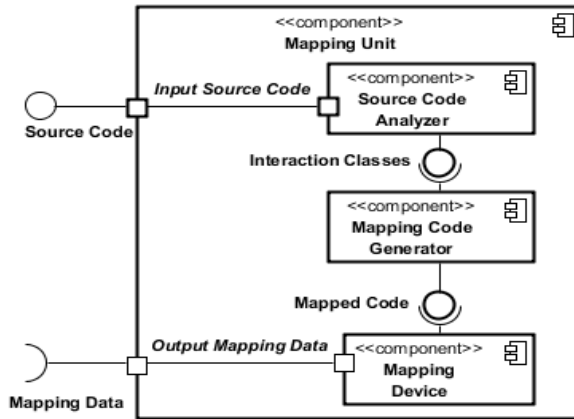 <<component>>
Mapping Unit
Input Source Code
<<component>>
Source Code
Analyzer
Source Code
Interaction Classes
<<component>>
Mapping Code
Generator
Mapped Code
Output Mapping Data
<<component>>
Mapping
Device
Mapping Data